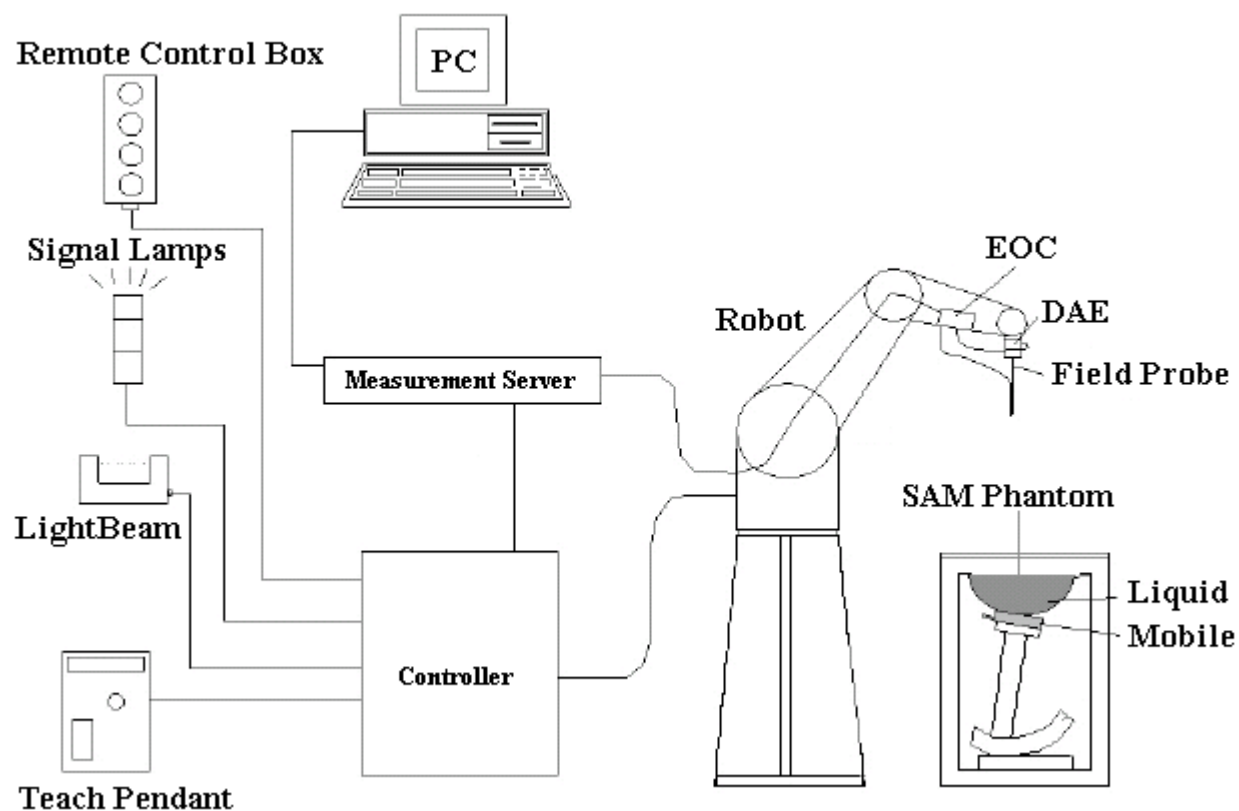 Remote Control Box
PC
Signal Lamps
EOC
Robot
DAE
Measurement Server
Field Probe
LightBeam
SAM Phantom
Liquid
Mobile
Controller
Teach Pendant